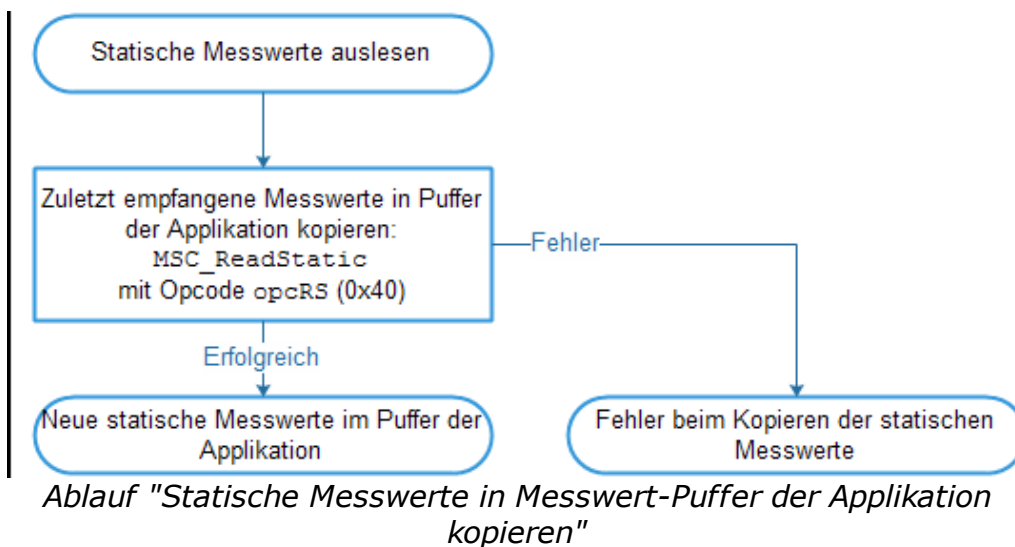 Statische Messwerte auslesen
Zuletzt empfangene Messwerte in Puffer
der Applikation kopieren:
MSC_ReadStatic
mit Opcode opcRS (0x40)
Fehler
Erfolgreich
Neue statische Messwerte im Puffer der
Applikation
Fehler beim Kopieren der statischen
Messwerte
Ablauf "Statische Messwerte in Messwert-Puffer der Applikation
kopieren"